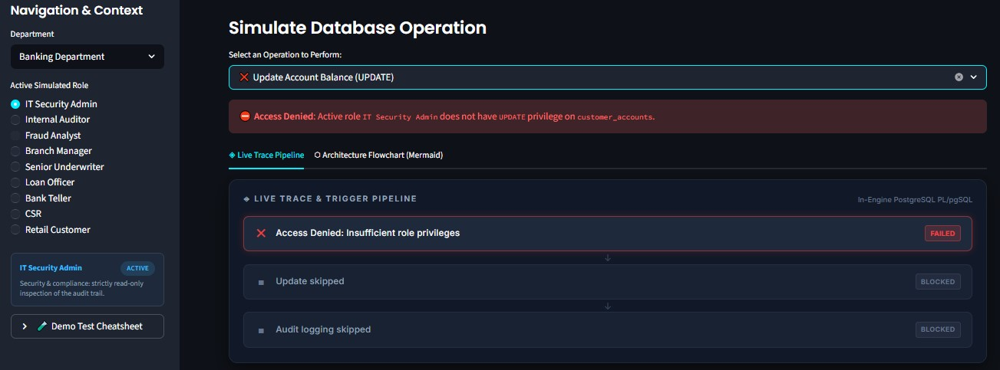 Navigation & Context
Department
Banking Department
Active Simulated Role
IT Security Admin
Internal Auditor
Fraud Analyst
Branch Manager
Senior Underwriter
Loan Officer
Bank Teller
CSR
Retail Customer
IT Security Admin ACTIVE
Security & compliance: strictly read-only
inspection of the audit trail.
Demo Test Cheatsheet
Simulate Database Operation
Select an Operation to Perform:
❌ Update Account Balance (UPDATE)
⛔ Access Denied: Active role IT Security Admin does not have UPDATE privilege on customer_accounts.
◈ Live Trace Pipeline ⬡ Architecture Flowchart (Mermaid)
◈ LIVE TRACE & TRIGGER PIPELINE In-Engine PostgreSQL PL/pgSQL
❌ Access Denied: Insufficient role privileges FAILED
↓
■ Update skipped BLOCKED
↓
■ Audit logging skipped BLOCKED